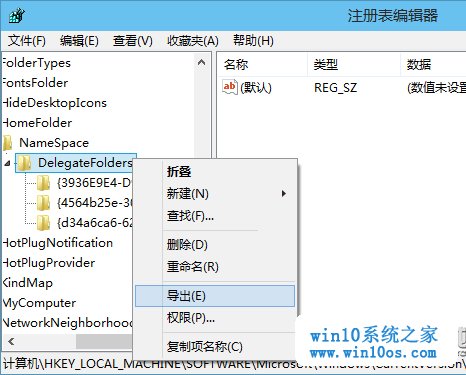 注册表编辑器
文件(F) 编辑(E) 查看(V) 收藏夹(A) 帮助(H)
FolderTypes
FontsFolder
HideDesktopIcons
HomeFolder
NameSpace
DelegateFolders
{3936E9E4-D
{4564b25e-30
{d34a6ca6-62
HotPlugNotification
HotPlugProvider
KindMap
MyComputer
NetworkNeighborhood
名称 类型 数据
ab (默认) REG_SZ (数值未设置
折叠
新建(N)
查找(F)...
删除(D)
重命名(R)
导出(E)
权限(P)...
复制项名称(C)
win10系统之家
www.win10os.com
计算机\HKEY_LOCAL_MACHINE\SOFTWARE\Microsoft\Windows\CurrentVersion\